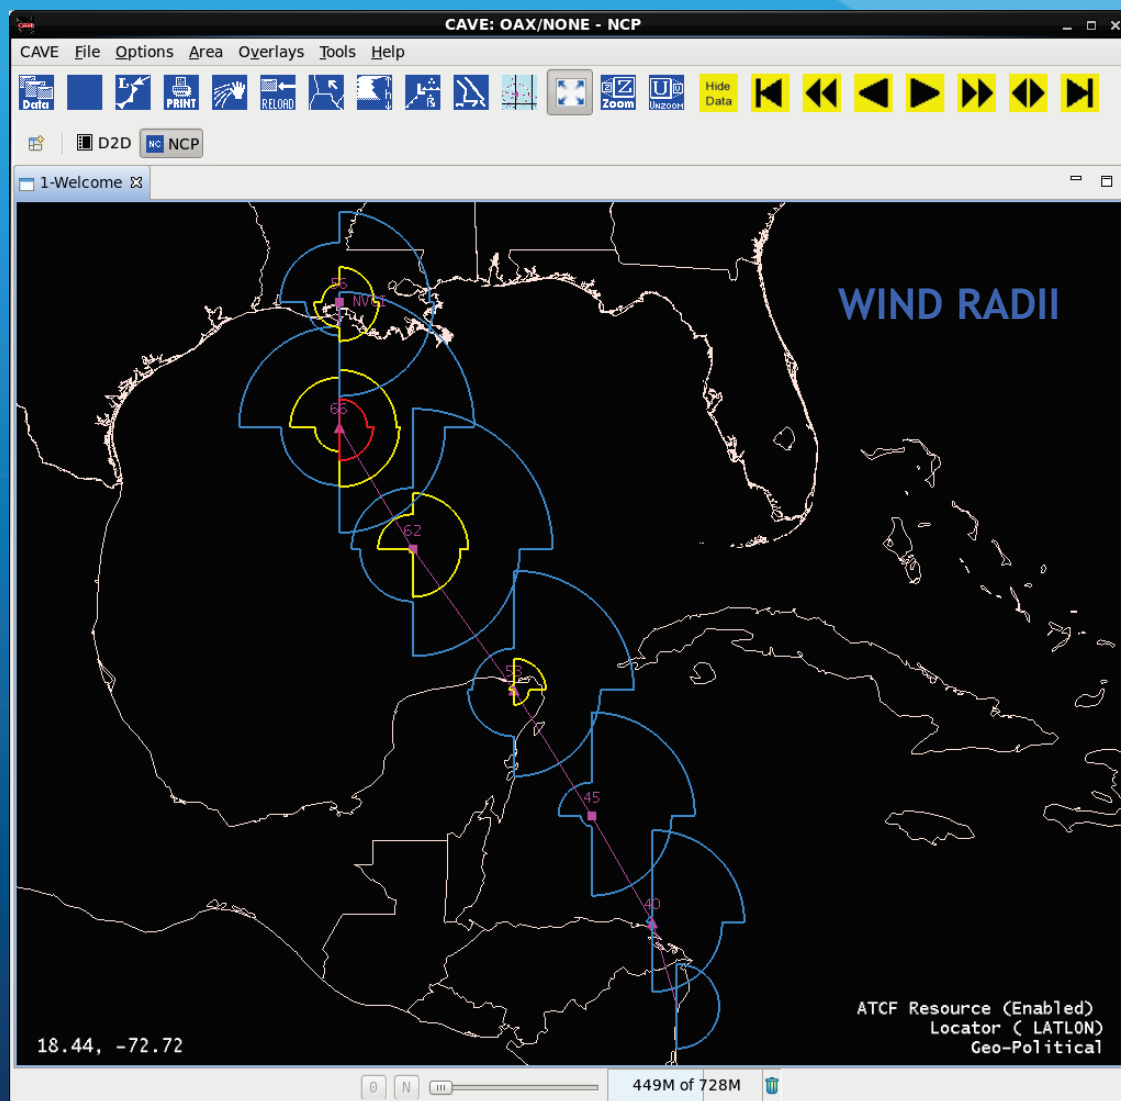 CAVE: OAX/NONE - NCP
CAVE File Options Area Overlays Tools Help
Data
PRINT
RELOAD
Zoom
UNZOOM
Hide
Data
D2D
NC NCP
1-Welcome
WIND RADII
56
66
62
53
45
40
ATCF Resource (Enabled)
Locator ( LATLON)
Geo-Political
18.44, -72.72
0 N
449M of 728M